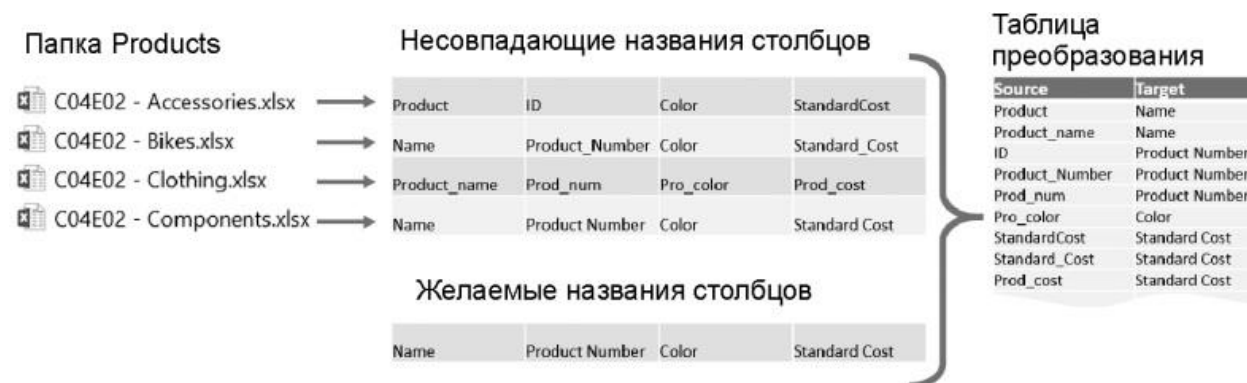 Папка Products
C04E02 - Accessories.xlsx
C04E02 - Bikes.xlsx
C04E02 - Clothing.xlsx
C04E02 - Components.xlsx
Несовпадающие названия столбцов
Product ID Color StandardCost
Name Product_Number Color Standard_Cost
Product_name Prod_num Pro_color Prod_cost
Name Product Number Color Standard Cost
Желаемые названия столбцов
Name Product Number Color Standard Cost
Таблица
преобразования
Source Target
Product Name
Product_name Name
ID Product Number
Product_Number Product Number
Prod_num Product Number
Pro_color Color
StandardCost Standard Cost
Standard_Cost Standard Cost
Prod_cost Standard Cost